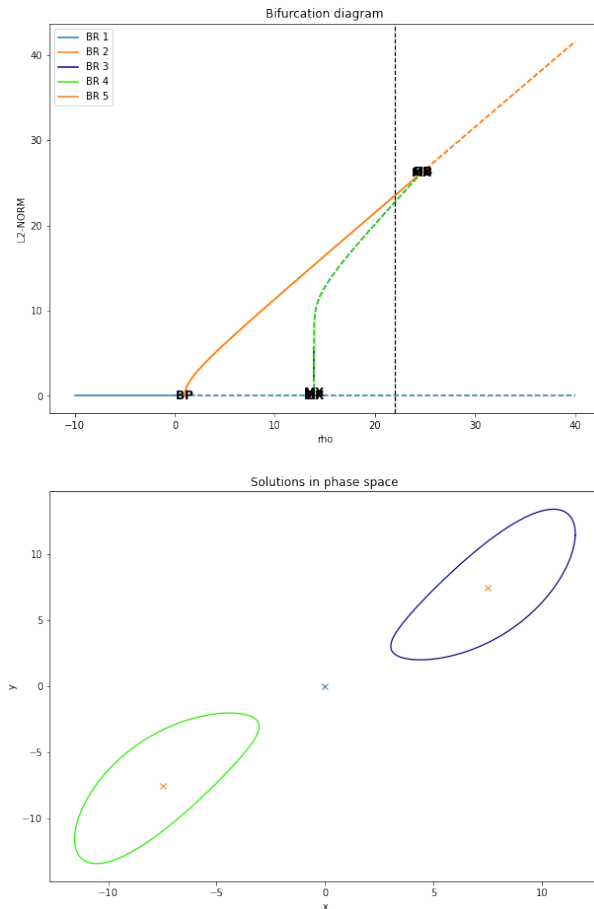 Bifurcation diagram
BR 1
BR 2
BR 3
BR 4
BR 5
40
30
20
10
0
L2-NORM
BP
MX
−10
0
10
20
30
40
rho
Solutions in phase space
10
5
0
−5
−10
y
−10
−5
0
5
10
x